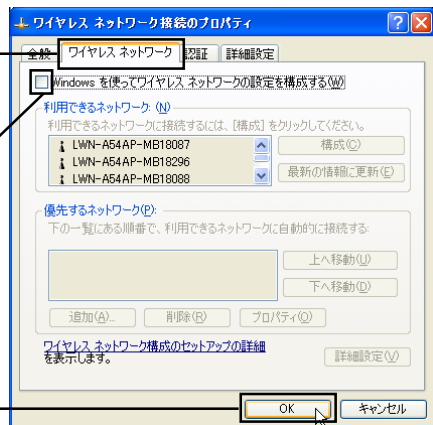 ワイヤレス ネットワーク接続のプロパティ
全般 ワイヤレス ネットワーク 認証 詳細設定
Windows を使ってワイヤレス ネットワークの設定を構成する(W)
利用できるネットワーク: (N)
利用できるネットワークに接続するには、[構成] をクリックしてください。
LWN-A54AP-MB18087
構成(C)
LWN-A54AP-MB18296
最新の情報に更新(E)
LWN-A54AP-MB18088
優先するネットワーク(P):
下の一覧にある順番で、利用できるネットワークに自動的に接続する:
上へ移動(U)
下へ移動(D)
追加(A)... 削除(R) プロパティ(O)
ワイヤレス ネットワーク構成のセットアップの詳細
を表示します。
詳細設定(V)
OK キャンセル